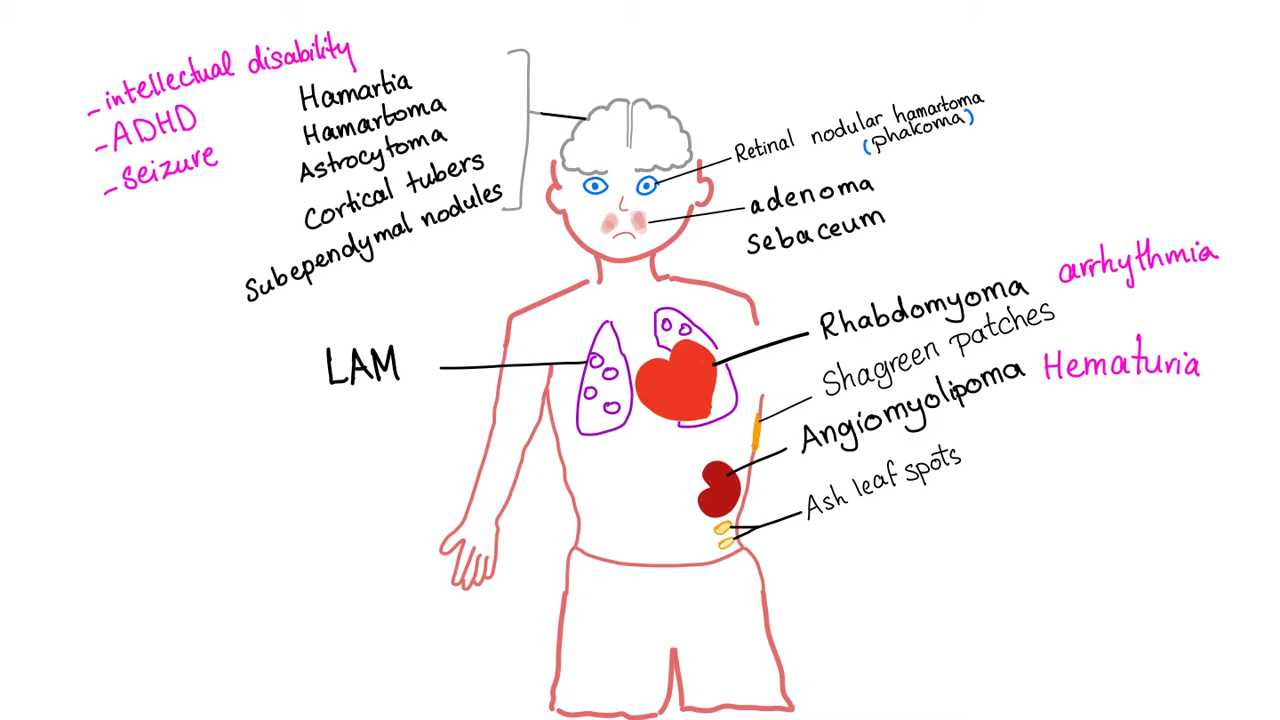 - intellectual disability
- ADHD
- Seizure
Hamartia
Hamartoma
Astrocytoma
Cortical tubers
Subependymal nodules
Retinal nodular hamartoma
(phakoma)
adenoma
Sebaceum
LAM
Rhabdomyoma arrhythmia
Shagreen patches
Angiomyolipoma Hematuria
Ash leaf spots